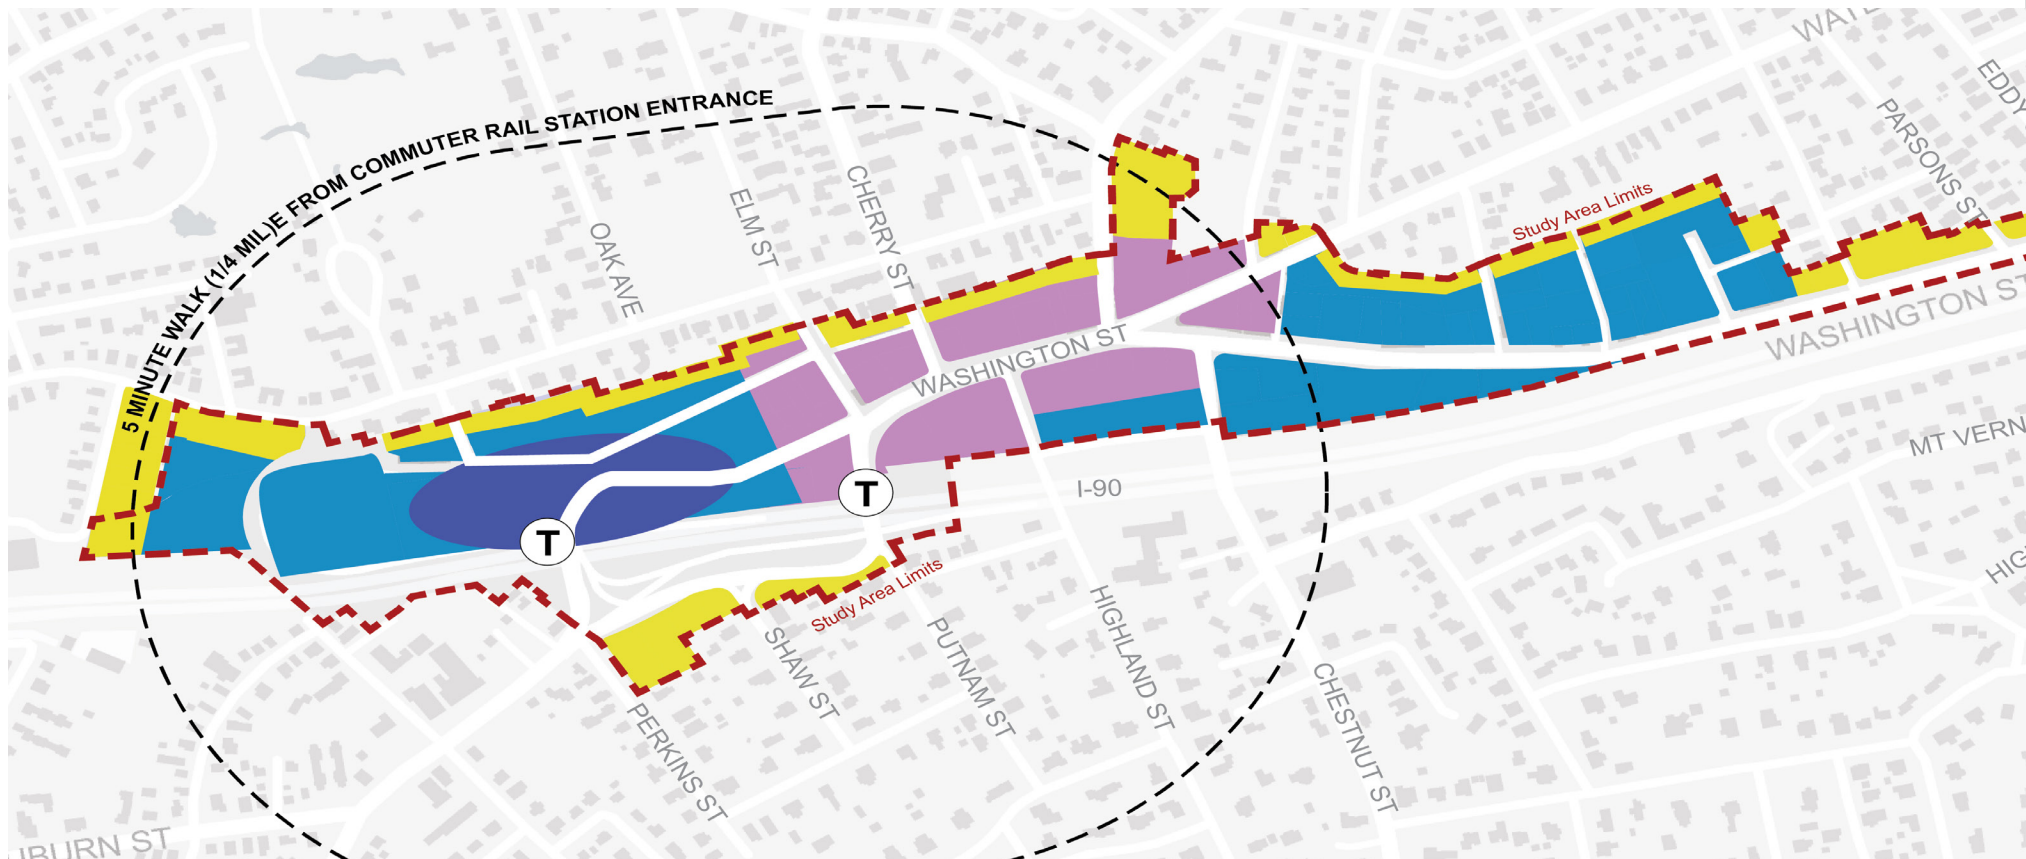 WATE
EDDY
PARSONS ST
5 MINUTE WALK (1/4 MIL)E FROM COMMUTER RAIL STATION ENTRANCE
CHERRY ST
ELM ST
OAK AVE
Study Area Limits
WASHINGTON ST
WASHINGTON ST
MT VERN
I-90
T
T
HIG
Study Area Limits
HIGHLAND ST
PUTNAM ST
SHAW ST
CHESTNUT ST
PERKINS ST
BURN ST